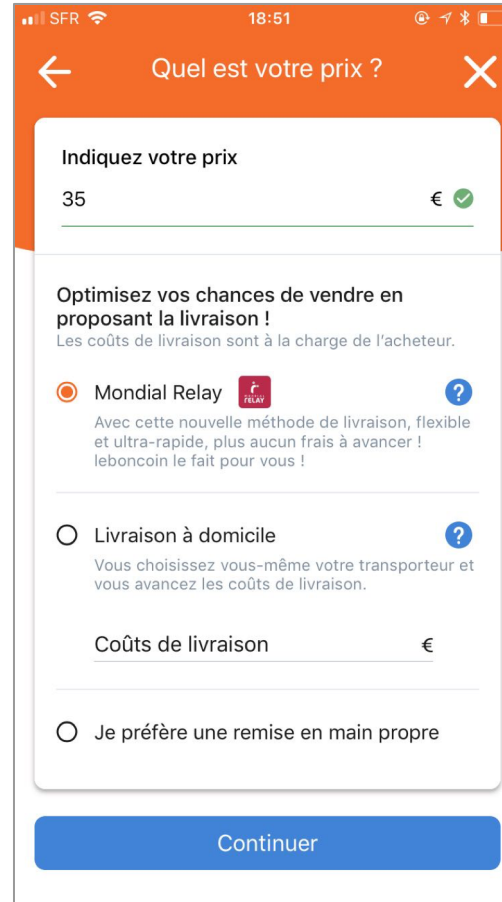 SFR
18:51
Quel est votre prix ?
Indiquez votre prix
35 €
Optimisez vos chances de vendre en
proposant la livraison !
Les coûts de livraison sont à la charge de l'acheteur.
Mondial Relay
RELAY
?
Avec cette nouvelle méthode de livraison, flexible
et ultra-rapide, plus aucun frais à avancer !
leboncoin le fait pour vous !
Livraison à domicile
?
Vous choisissez vous-même votre transporteur et
vous avancez les coûts de livraison.
Coûts de livraison €
Je préfère une remise en main propre
Continuer